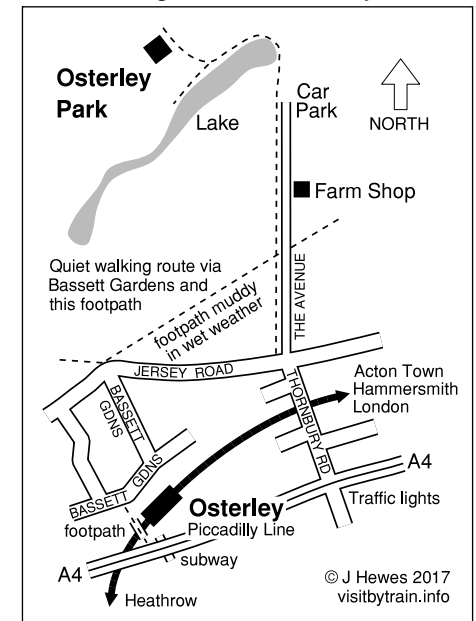 Osterley
Park
Lake
Car
Park
NORTH
Farm Shop
Quiet walking route via
Bassett Gardens and
this footpath
footpath muddy
in wet weather
THE AVENUE
JERSEY ROAD
BASSETT
GDNS
THORNBURY RD
Acton Town
Hammersmith
London
BASSETT GDNS
A4
Traffic lights
Osterley
Piccadilly Line
footpath
subway
A4
Heathrow
© J Hewes 2017
visitbytrain.info